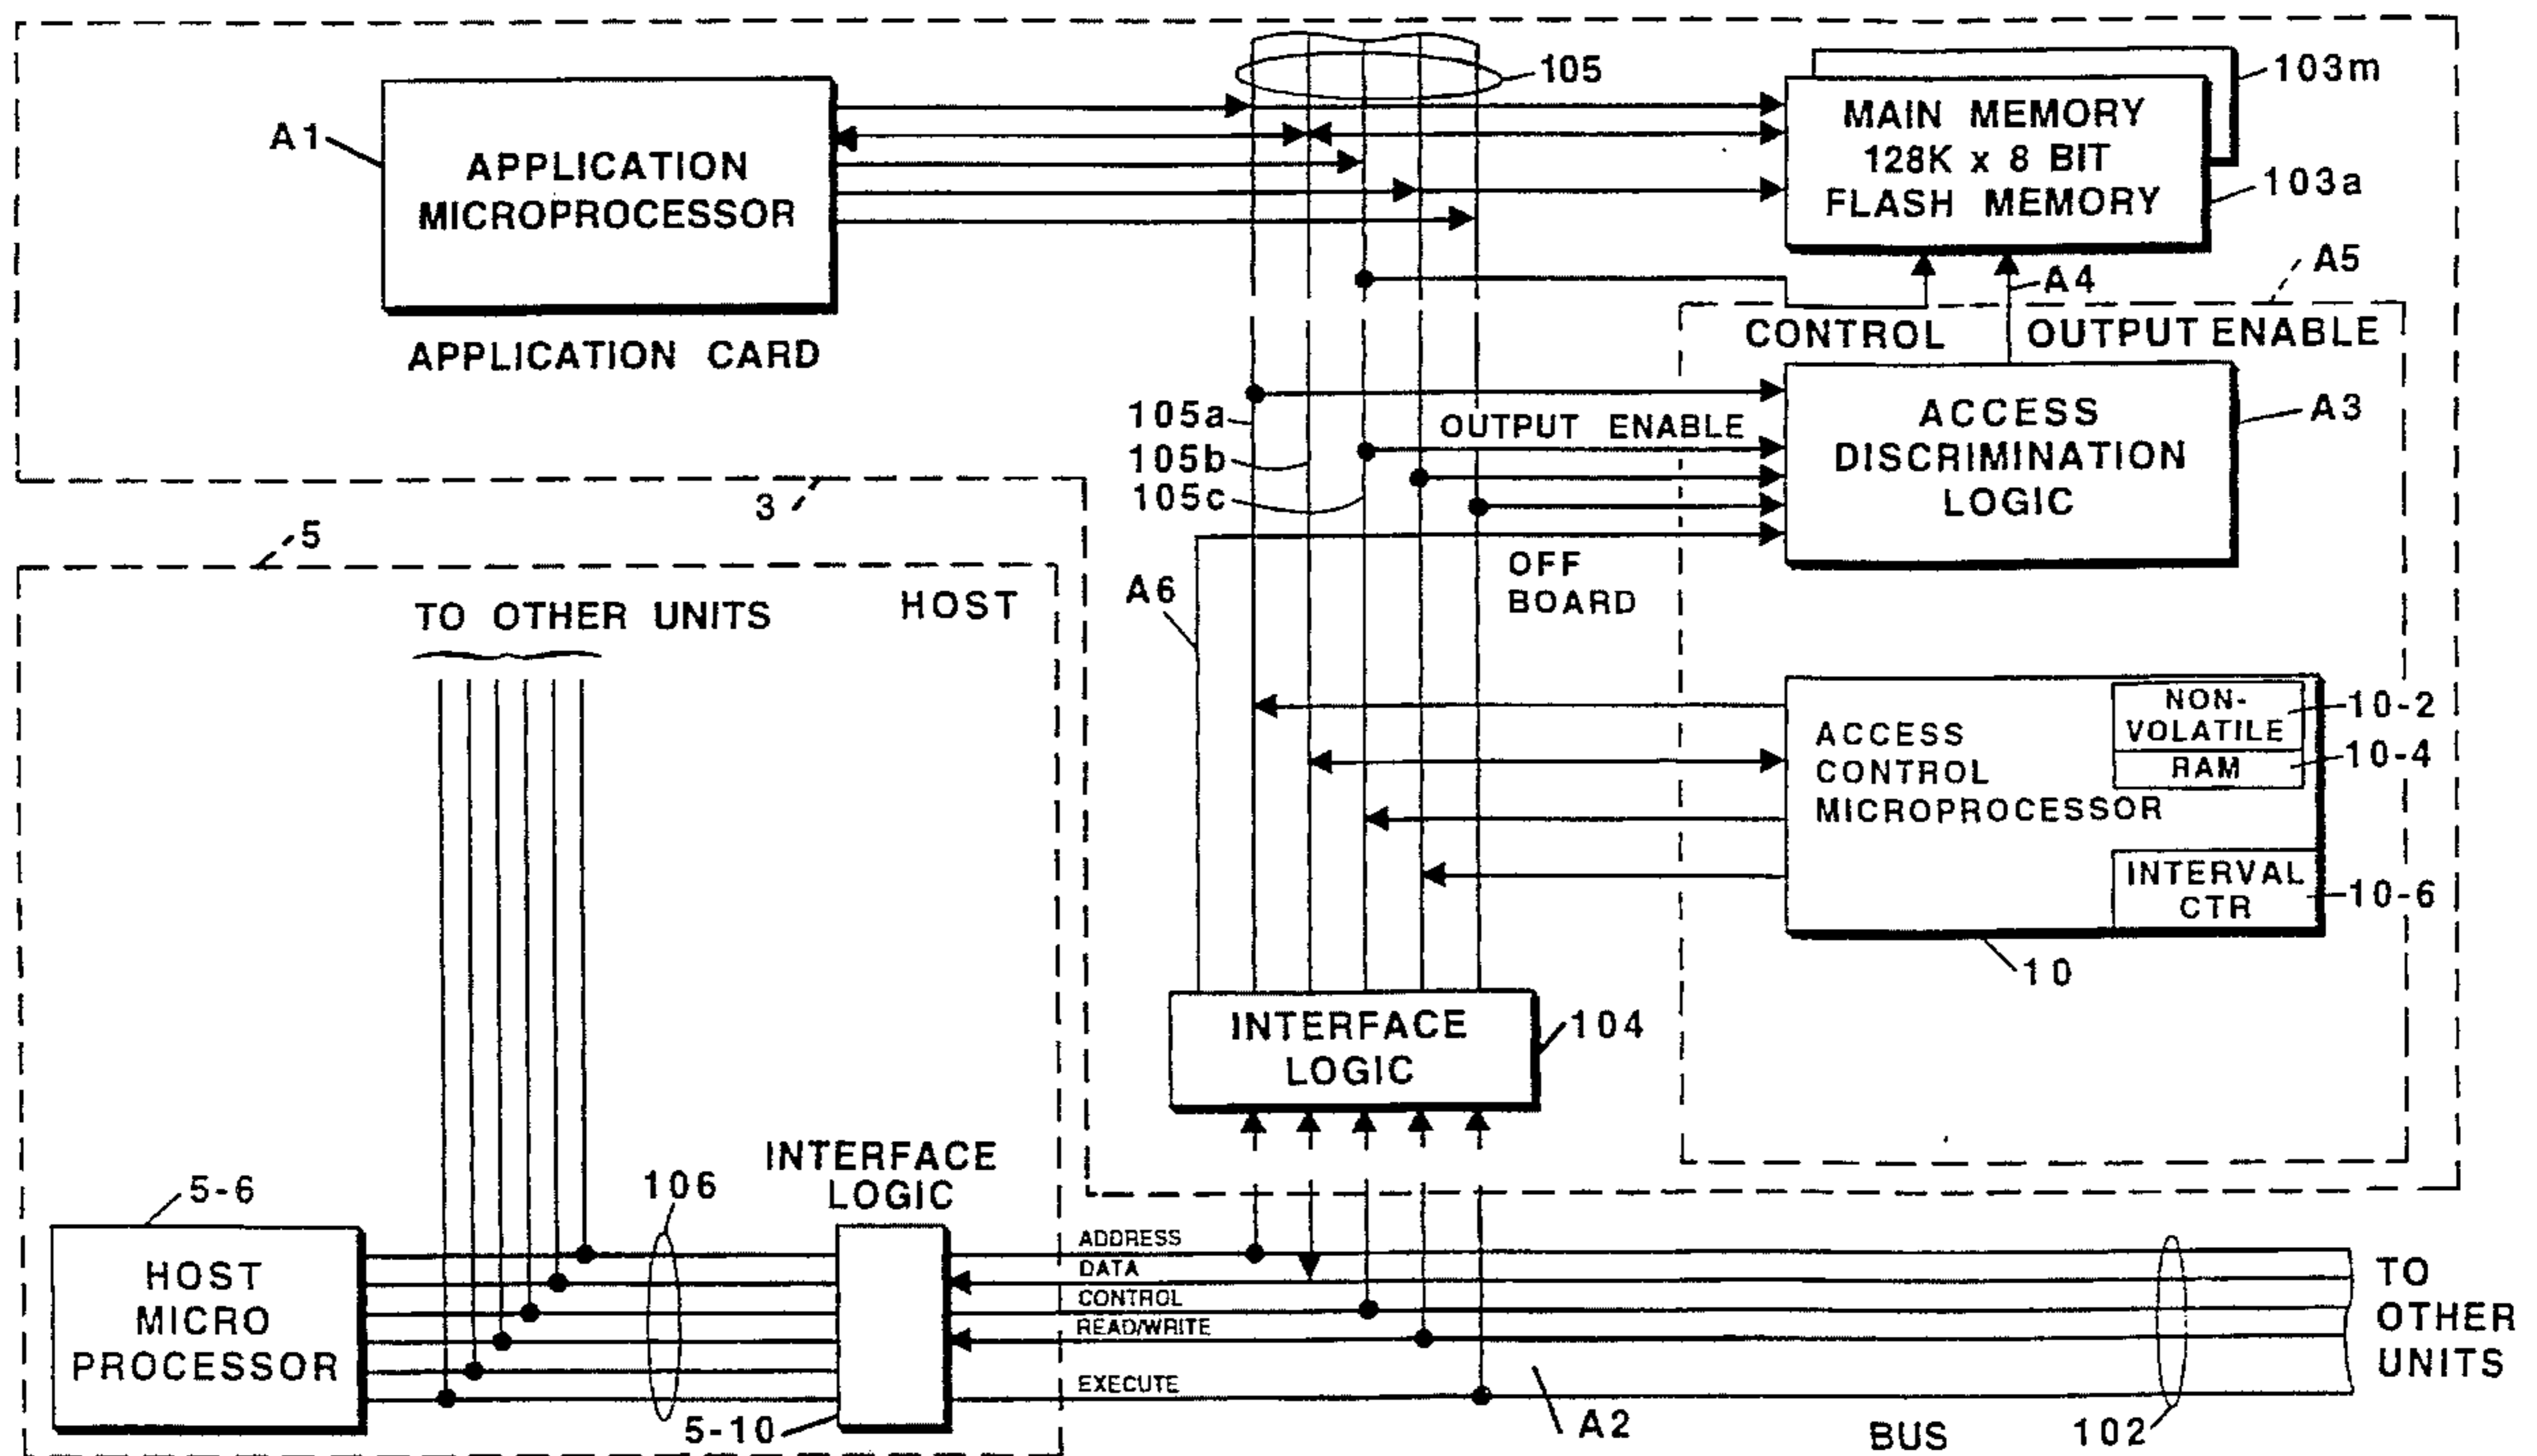 105
103m
A1
APPLICATION
MICROPROCESSOR
MAIN MEMORY
128K x 8 BIT
FLASH MEMORY
103a
A5
A4
APPLICATION CARD
CONTROL
OUTPUT ENABLE
105a
OUTPUT ENABLE
ACCESS
DISCRIMINATION
LOGIC
A3
105b
105c
3
5
OFF
BOARD
A6
TO OTHER UNITS
HOST
ACCESS
CONTROL
MICROPROCESSOR
NON-
VOLATILE
10-2
RAM
10-4
INTERVAL
CTR
10-6
10
INTERFACE
LOGIC
104
INTERFACE
LOGIC
5-6
106
HOST
MICRO
PROCESSOR
ADDRESS
DATA
CONTROL
READ/WRITE
EXECUTE
TO
OTHER
UNITS
5-10
A2
BUS
102